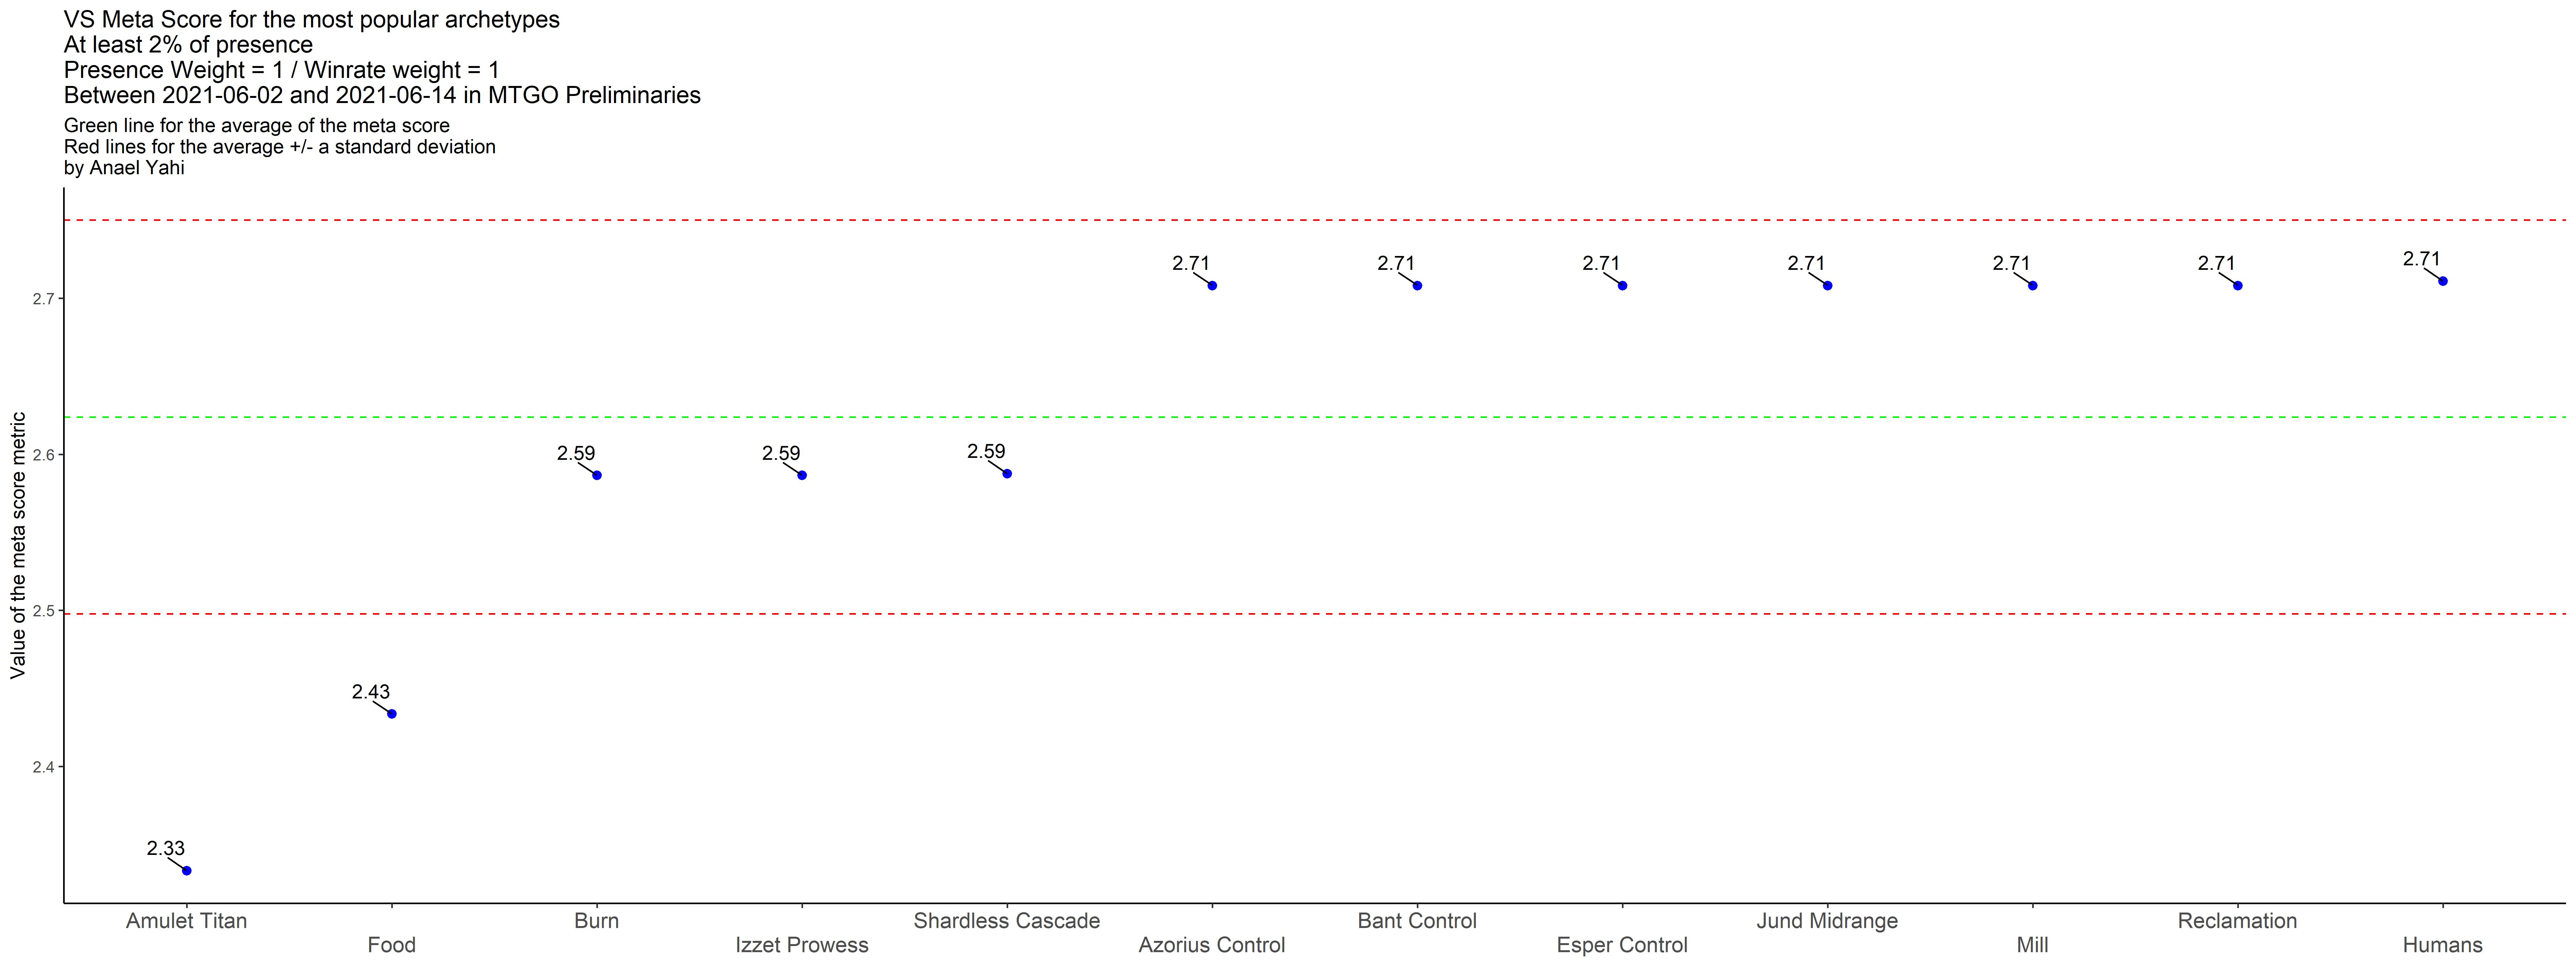 VS Meta Score for the most popular archetypes
At least 2% of presence
Presence Weight = 1 / Winrate weight = 1
Between 2021-06-02 and 2021-06-14 in MTGO Preliminaries
Green line for the average of the meta score
Red lines for the average +/- a standard deviation
by Anael Yahi
Value of the meta score metric
2.7
2.6
2.5
2.4
2.33
2.43
2.59
2.59
2.59
2.71
2.71
2.71
2.71
2.71
2.71
2.71
Amulet Titan
Food
Burn
Izzet Prowess
Shardless Cascade
Azorius Control
Bant Control
Esper Control
Jund Midrange
Mill
Reclamation
Humans